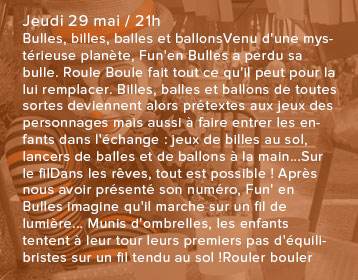 Jeudi 29 mai / 21h
Bulles, billes, balles et ballonsVenu d'une mys-
térieuse planète, Fun'en Bulles a perdu sa
bulle. Roule Boule fait tout ce qu'il peut pour la
lui remplacer. Billes, balles et ballons de toutes
sortes deviennent alors prétextes aux jeux des
personnages mais aussi à faire entrer les en-
fants dans l'échange : jeux de billes au sol,
lancers de balles et de ballons à la main...Sur
le filDans les rêves, tout est possible ! Après
nous avoir présenté son numéro, Fun' en
Bulles imagine qu'il marche sur un fil de
lumière... Munis d'ombrelles, les enfants
tentent à leur tour leurs premiers pas d'équili-
bristes sur un fil tendu au sol !Rouler bouler